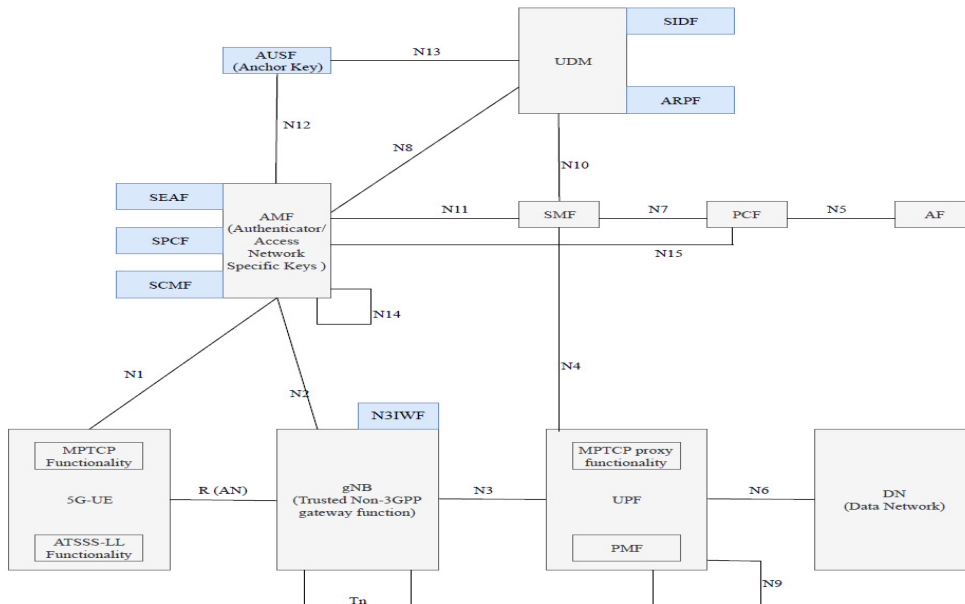 SIDF
N13
AUSF
(Anchor Key)
UDM
ARPF
N12
N8
N10
SEAF
AMF
(Authenticator/
Access
Network
Specific Keys )
SPCF
SCMF
N11
SMF
N7
PCF
N5
AF
N15
N14
N1
N2
N4
N3IWF
MPTCP
Functionality
5G-UE
ATSSS-LL
Functionality
R (AN)
gNB
(Trusted Non-3GPP
gateway function)
N3
MPTCP proxy
functionality
UPF
PMF
N6
DN
(Data Network)
N9
Tn